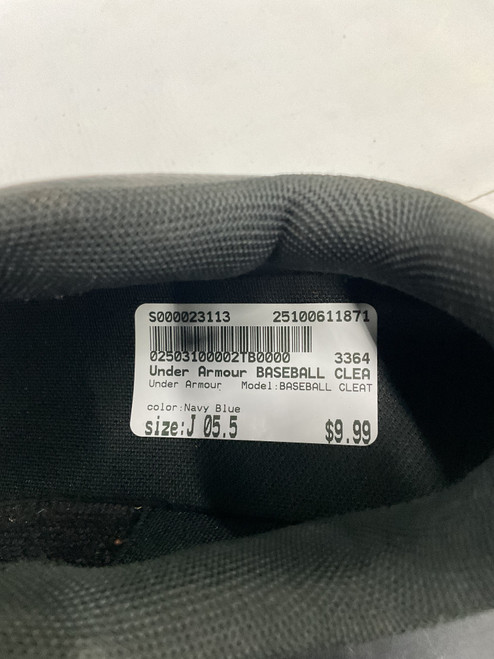 S000023113 25100611871
02503100002TB0000 3364
Under Armour BASEBALL CLEA
Under Armour Model:BASEBALL CLEAT
color:Navy Blue
size:J 05.5 $9.99